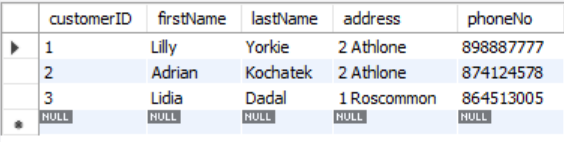 customerID firstName lastName address phoneNo
1 Lilly Yorkie 2 Athlone 898887777
2 Adrian Kochatek 2 Athlone 874124578
3 Lidia Dadal 1 Roscommon 864513005
NULL NULL NULL NULL NULL